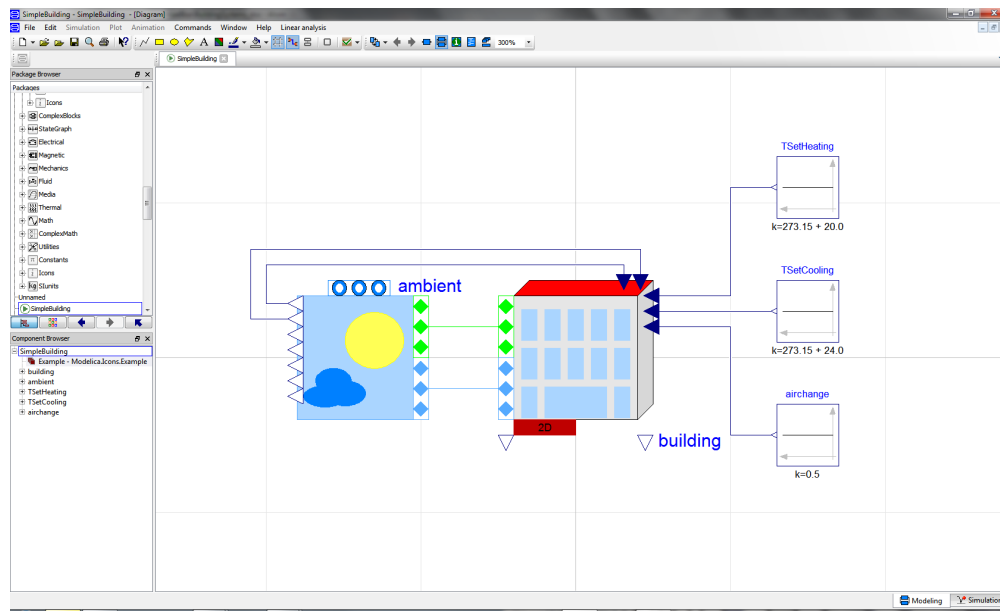 SimpleBuilding - SimpleBuilding - [Diagram]
File Edit Simulation Plot Animation Commands Window Help Linear analysis
A 300%
SimpleBuilding
Package Browser
Packages
Icons
ComplexBlocks
StateGraph
Electrical
Magnetic
Mechanics
Fluid
Media
Thermal
Math
ComplexMath
Utilities
Constants
Icons
SIunits
Unnamed
SimpleBuilding
Component Browser
SimpleBuilding
Example - Modelica.Icons.Example
building
ambient
TSetHeating
TSetCooling
airchange
ambient
2D
building
TSetHeating
k=273.15 + 20.0
TSetCooling
k=273.15 + 24.0
airchange
k=0.5
Modeling Simulation